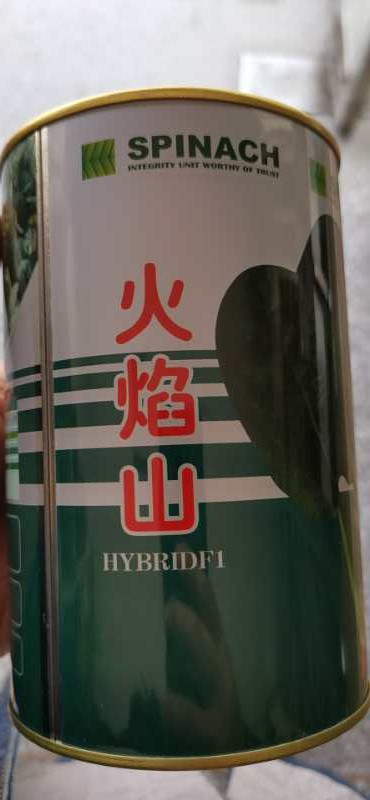 SPINACH
INTEGRITY UNIT WORTHY OF TRUST
火
焰
山
HYBRIDF1